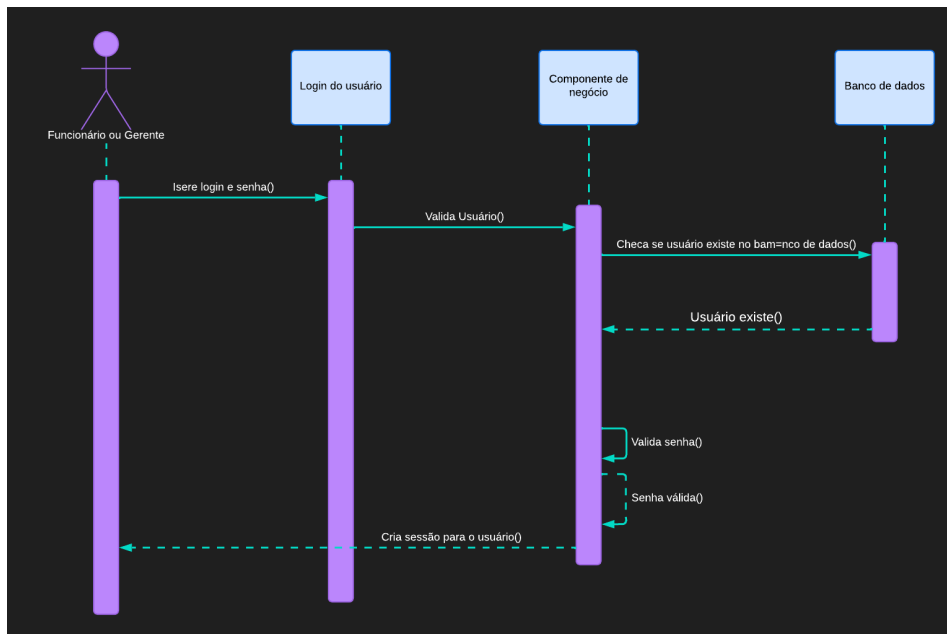 Funcionário ou Gerente
Login do usuário
Componente de
negócio
Banco de dados
Isere login e senha()
Valida Usuário()
Checa se usuário existe no bam=nco de dados()
Usuário existe()
Valida senha()
Senha válida()
Cria sessão para o usuário()